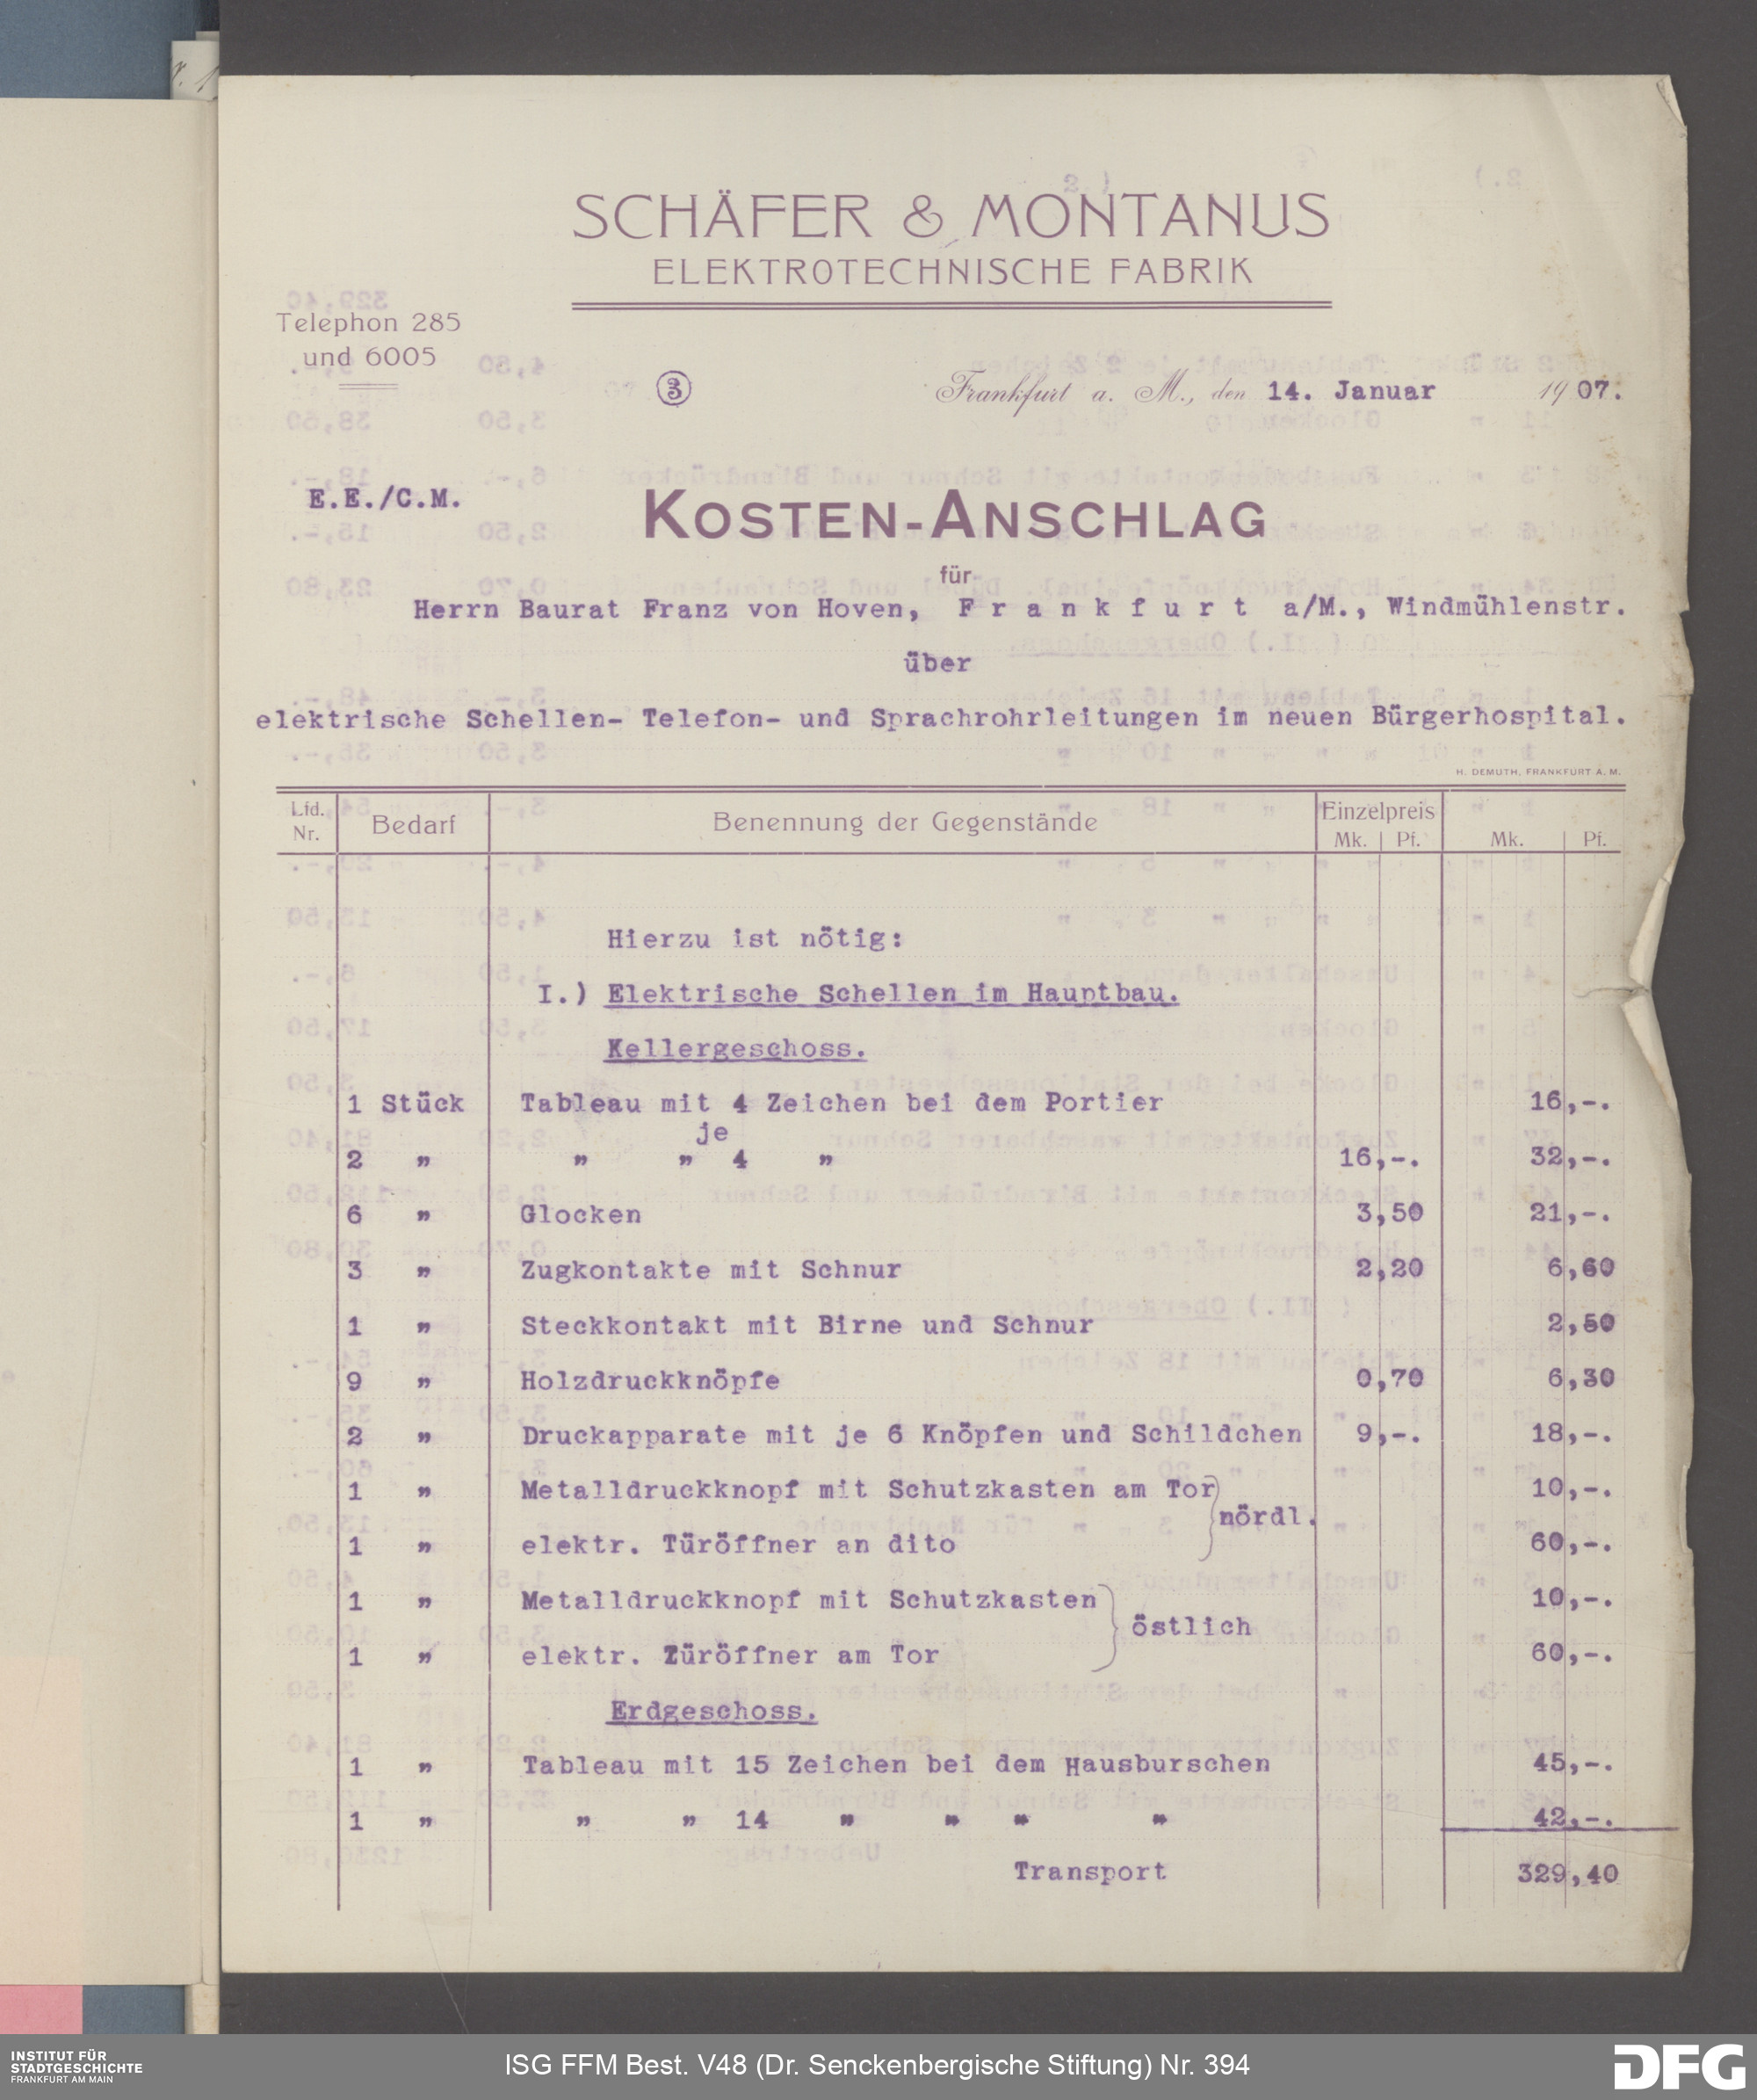 SCHÄFER & MONTANUS
ELEKTROTECHNISCHE FABRIK
Telephon 285
und 6005
3
Frankfurt a. M., den 14. Januar 1907.
E.E./C.M.
KOSTEN-ANSCHLAG
für
Herrn Baurat Franz von Hoven, Frankfurt a/M., Windmühlenstr.
über
elektrische Schellen- Telefon- und Sprachrohrleitungen im neuen Bürgerhospital.
H. DEMUTH, FRANKFURT A. M.
Lfd. Nr. Bedarf Benennung der Gegenstände Einzelpreis Mk. Pf. Mk. Pf.
Hierzu ist nötig:
I.) Elektrische Schellen im Hauptbau.
Kellergeschoss.
1 Stück Tableau mit 4 Zeichen bei dem Portier 16,-.
je
2 " " " 4 " 16,-. 32,-.
6 " Glocken 3,50 21,-.
3 " Zugkontakte mit Schnur 2,20 6,60
1 " Steckkontakt mit Birne und Schnur 2,50
9 " Holzdruckknöpfe 0,70 6,30
2 " Druckapparate mit je 6 Knöpfen und Schildchen 9,-. 18,-.
1 " Metalldruckknopf mit Schutzkasten am Tor 10,-.
nördl.
1 " elektr. Türöffner an dito 60,-.
1 " Metalldruckknopf mit Schutzkasten 10,-.
östlich
1 " elektr. Züröffner am Tor 60,-.
Erdgeschoss.
1 " Tableau mit 15 Zeichen bei dem Hausburschen 45,-.
1 " " " 14 " " " " 42,-.
Transport 329,40
INSTITUT FÜR
STADTGESCHICHTE
FRANKFURT AM MAIN
ISG FFM Best. V48 (Dr. Senckenbergische Stiftung) Nr. 394
DFG